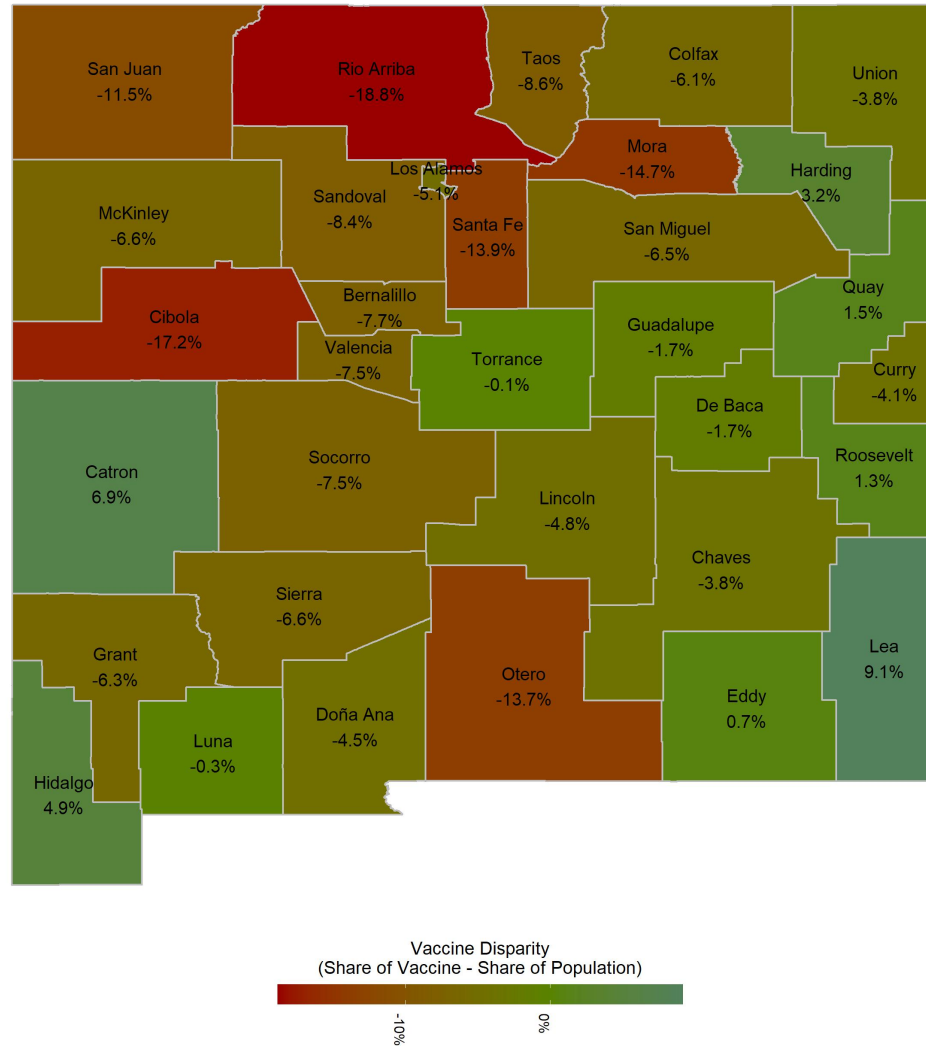 San Juan
-11.5%
Rio Arriba
-18.8%
Taos
-8.6%
Colfax
-6.1%
Union
-3.8%
Mora
-14.7%
Harding
3.2%
Los Alamos
-5.1%
McKinley
-6.6%
Sandoval
-8.4%
Santa Fe
-13.9%
San Miguel
-6.5%
Quay
1.5%
Cibola
-17.2%
Bernalillo
-7.7%
Valencia
-7.5%
Torrance
-0.1%
Guadalupe
-1.7%
Curry
-4.1%
De Baca
-1.7%
Catron
6.9%
Socorro
-7.5%
Lincoln
-4.8%
Roosevelt
1.3%
Chaves
-3.8%
Sierra
-6.6%
Grant
-6.3%
Otero
-13.7%
Lea
9.1%
Eddy
0.7%
Doña Ana
-4.5%
Luna
-0.3%
Hidalgo
4.9%
Vaccine Disparity
(Share of Vaccine - Share of Population)
-10%
0%